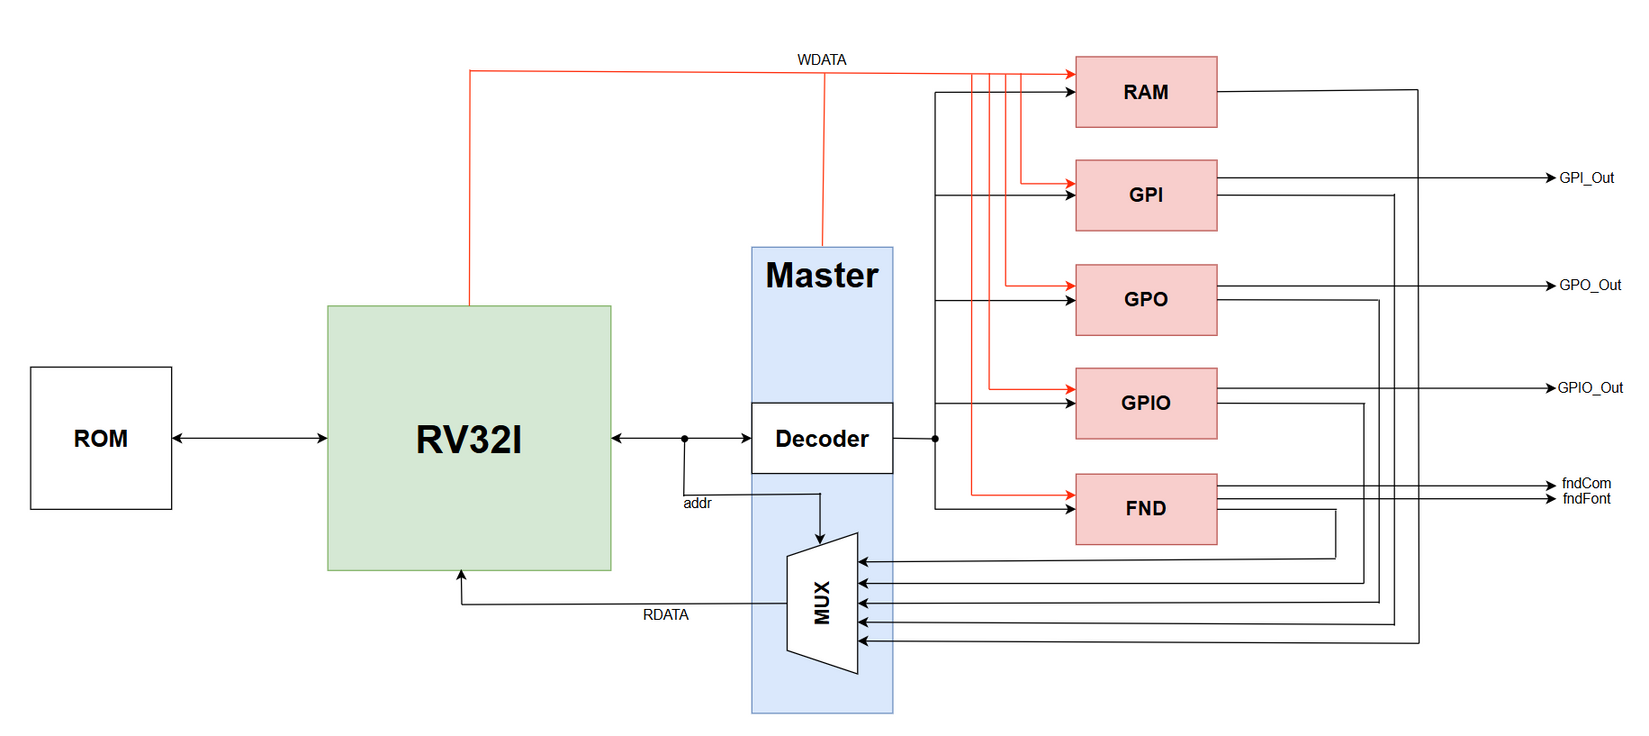 WDATA
RAM
GPI
GPI_Out
Master
GPO
GPO_Out
GPIO
GPIO_Out
ROM
RV32I
Decoder
addr
FND
fndCom
fndFont
MUX
RDATA